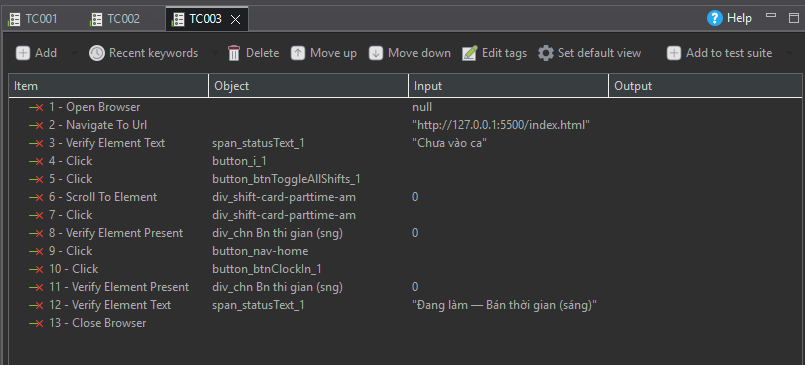 TC001 TC002 TC003 Help
Add Recent keywords Delete Move up Move down Edit tags Set default view Add to test suite
Item Object Input Output
1 - Open Browser null
2 - Navigate To Url "http://127.0.0.1:5500/index.html"
3 - Verify Element Text span_statusText_1 "Chưa vào ca"
4 - Click button_i_1
5 - Click button_btnToggleAllShifts_1
6 - Scroll To Element div_shift-card-parttime-am 0
7 - Click div_shift-card-parttime-am
8 - Verify Element Present div_chn Bn thi gian (sng) 0
9 - Click button_nav-home
10 - Click button_btnClockIn_1
11 - Verify Element Present div_chn Bn thi gian (sng) 0
12 - Verify Element Text span_statusText_1 "Đang làm — Bán thời gian (sáng)"
13 - Close Browser